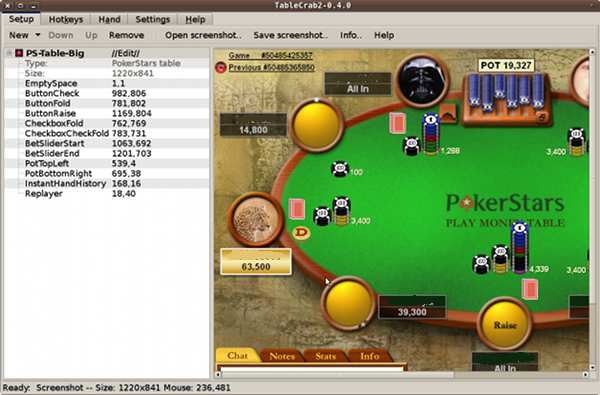 TableCrab2-0.4.0
Setup Hotkeys Hand Settings Help
New Down Up Remove Open screenshot.. Save screenshot.. Info.. Help
PS-Table-Big //Edit//
Type: PokerStars table
Size: 1220x841
EmptySpace 1,1
ButtonCheck 982,806
ButtonFold 781,802
ButtonRaise 1169,804
CheckboxFold 762,769
CheckboxCheckFold 783,731
BetSliderStart 1063,692
BetSliderEnd 1201,703
PotTopLeft 539,4
PotBottomRight 695,38
InstantHandHistory 168,16
Replayer 18,40
Game #50485425357
Previous #50485365850
POT 19,327
All In
14,800
1,288
3,400
100
PokerStars
PLAY MONEY TABLE
D
3,400
63,500
4,339
3,40
39,300
Raise
All In
Chat Notes Stats Info
Ready: Screenshot -- Size: 1220x841 Mouse: 236,481